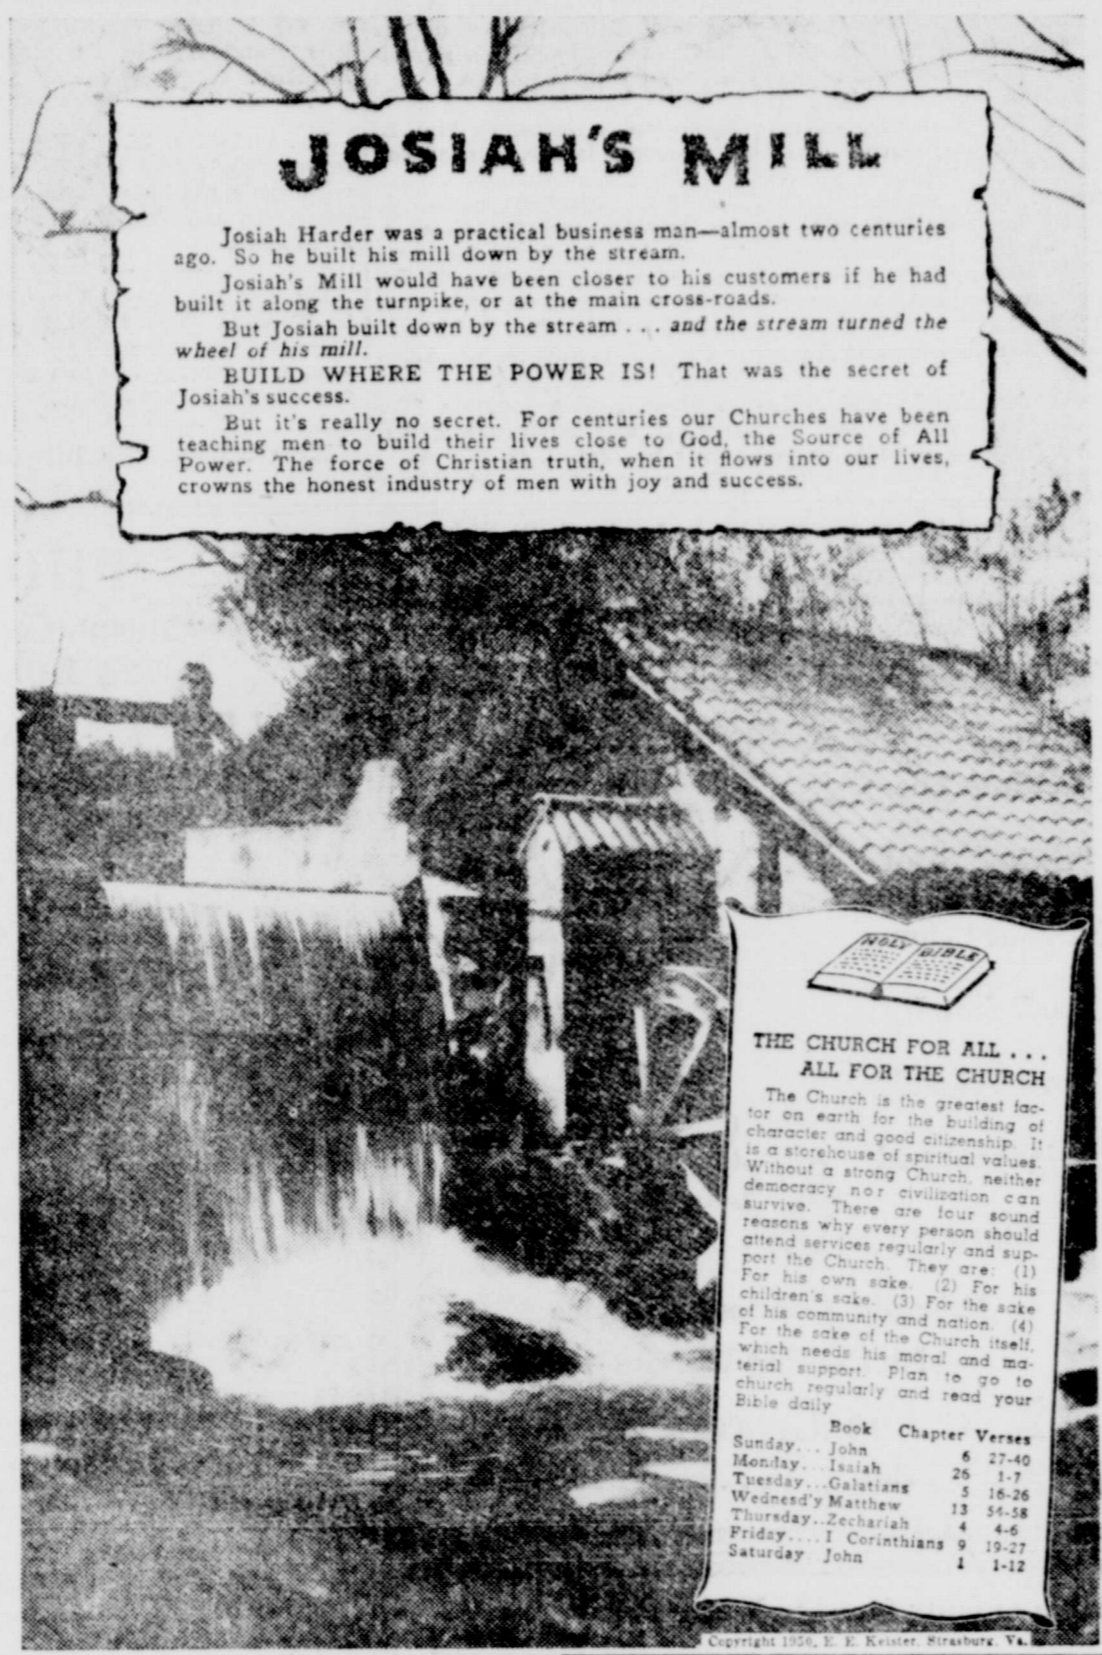 JOSIAH'S MILL
Josiah Harder was a practical business man—almost two centuries
ago. So he built his mill down by the stream.
Josiah's Mill would have been closer to his customers if he had
built it along the turnpike, or at the main cross-roads.
But Josiah built down by the stream . . . and the stream turned the
wheel of his mill.
BUILD WHERE THE POWER IS! That was the secret of
Josiah's success.
But it's really no secret. For centuries our Churches have been
teaching men to build their lives close to God, the Source of All
Power. The force of Christian truth, when it flows into our lives,
crowns the honest industry of men with joy and success.
HOLY BIBLE
THE CHURCH FOR ALL . . .
ALL FOR THE CHURCH
The Church is the greatest fac-
tor on earth for the building of
character and good citizenship. It
is a storehouse of spiritual values.
Without a strong Church, neither
democracy nor civilization can
survive. There are four sound
reasons why every person should
attend services regularly and sup-
port the Church. They are: (1)
For his own sake. (2) For his
children's sake. (3) For the sake
of his community and nation. (4)
For the sake of the Church itself,
which needs his moral and ma-
terial support. Plan to go to
church regularly and read your
Bible daily
Book Chapter Verses
Sunday... John 6 27-40
Monday... Isaiah 26 1-7
Tuesday...Galatians 5 16-26
Wednesd'y Matthew 13 54-58
Thursday..Zechariah 4 4-6
Friday.... I Corinthians 9 19-27
Saturday John 1 1-12
Copyright 1950, E. E. Keister, Strasburg, Va.